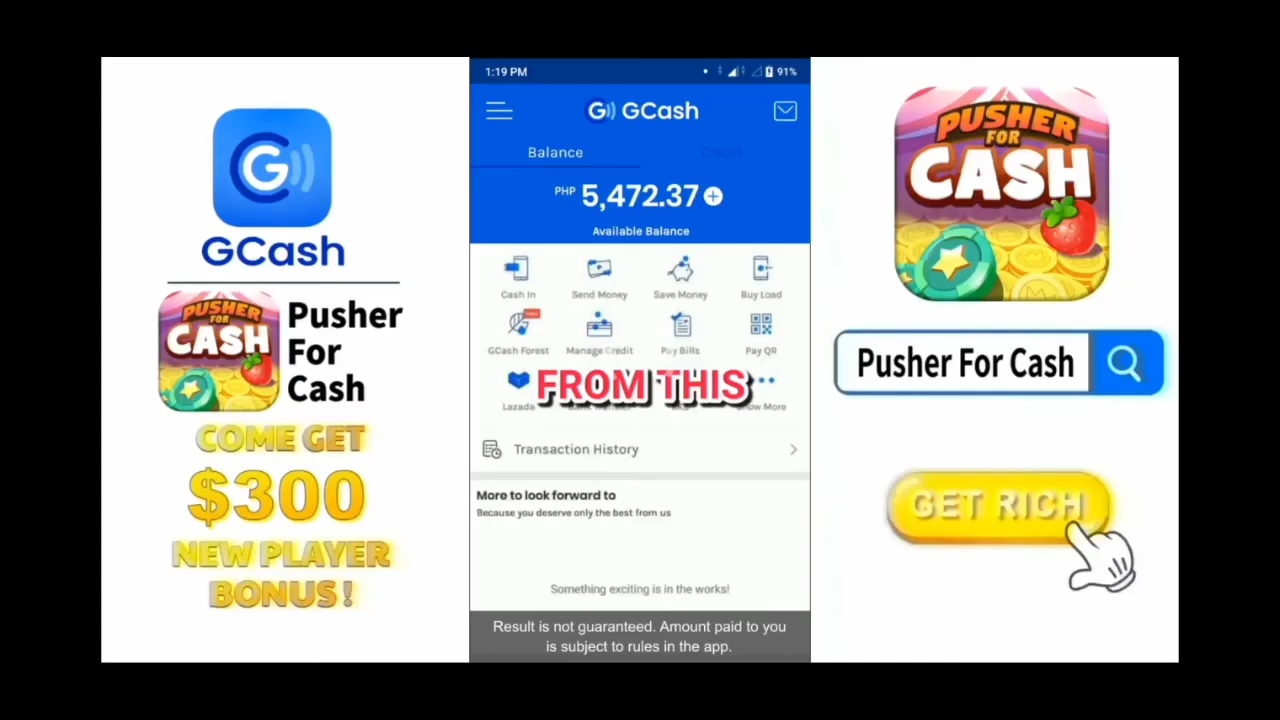 GCash
PUSHER
FOR
CASH
Pusher
For
Cash
COME GET
$300
NEW PLAYER
BONUS!
1:19 PM
91%
GCash
Balance
PHP 5,472.37
Available Balance
Cash In
Send Money
Save Money
Buy Load
GCash Forest
Manage Credit
Pay Bills
Pay QR
FROM THIS
Lazada
Show More
Transaction History
More to look forward to
Because you deserve only the best from us
Something exciting is in the works!
Result is not guaranteed. Amount paid to you
is subject to rules in the app.
PUSHER
FOR
CASH
Pusher For Cash
GET RICH